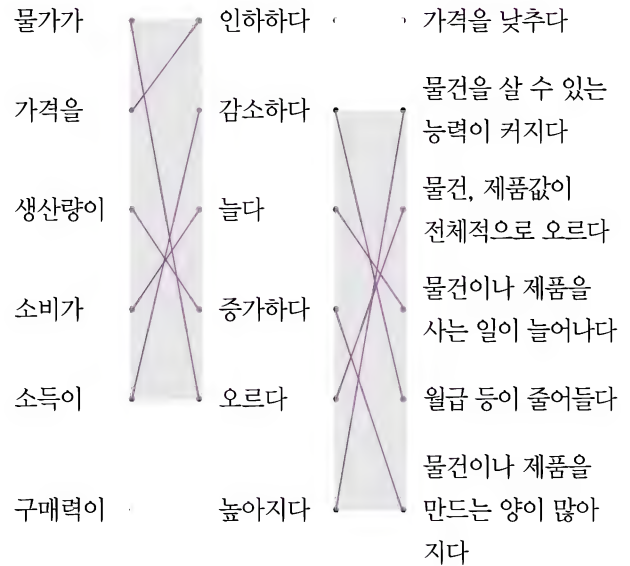 물가가 인하하다 가격을 낮추다
가격을 감소하다 물건을 살 수 있는
능력이 커지다
생산량이 늘다 물건, 제품값이
전체적으로 오르다
소비가 증가하다 물건이나 제품을
사는 일이 늘어나다
소득이 오르다 월급 등이 줄어들다
구매력이 높아지다 물건이나 제품을
만드는 양이 많아
지다